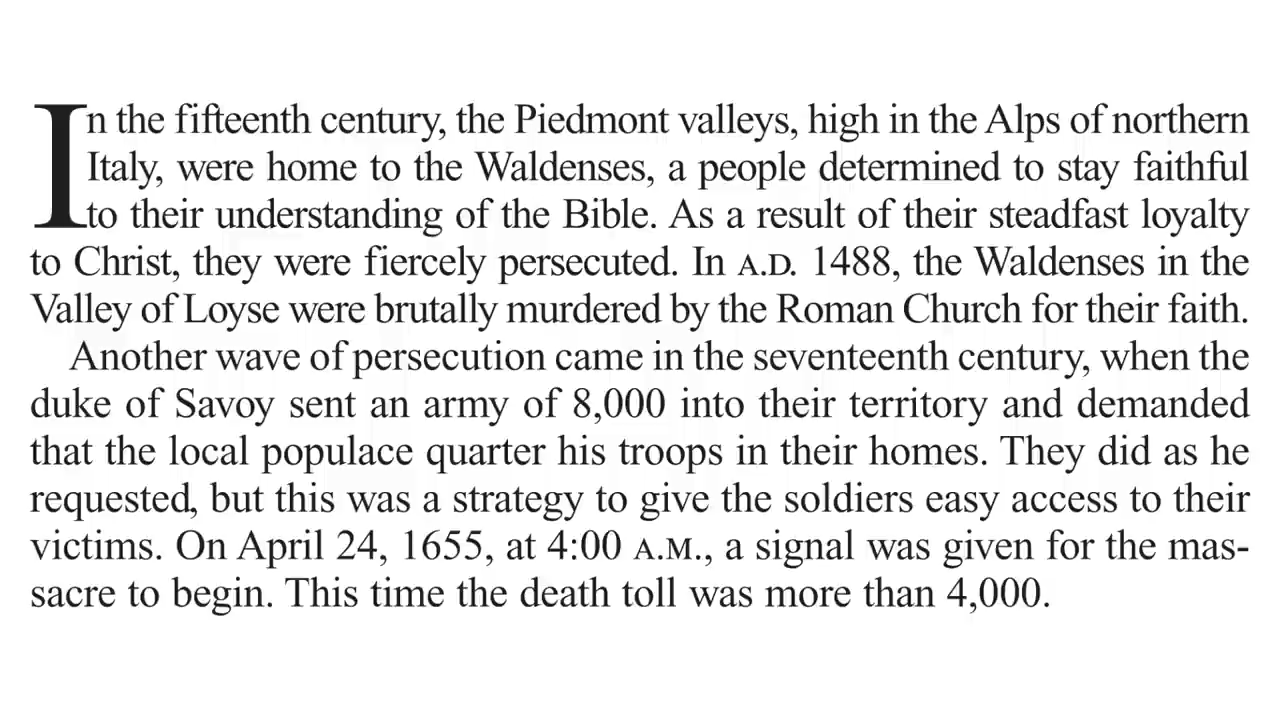 In the fifteenth century, the Piedmont valleys, high in the Alps of northern
Italy, were home to the Waldenses, a people determined to stay faithful
to their understanding of the Bible. As a result of their steadfast loyalty
to Christ, they were fiercely persecuted. In A.D. 1488, the Waldenses in the
Valley of Loyse were brutally murdered by the Roman Church for their faith.
Another wave of persecution came in the seventeenth century, when the
duke of Savoy sent an army of 8,000 into their territory and demanded
that the local populace quarter his troops in their homes. They did as he
requested, but this was a strategy to give the soldiers easy access to their
victims. On April 24, 1655, at 4:00 A.M., a signal was given for the mas-
sacre to begin. This time the death toll was more than 4,000.